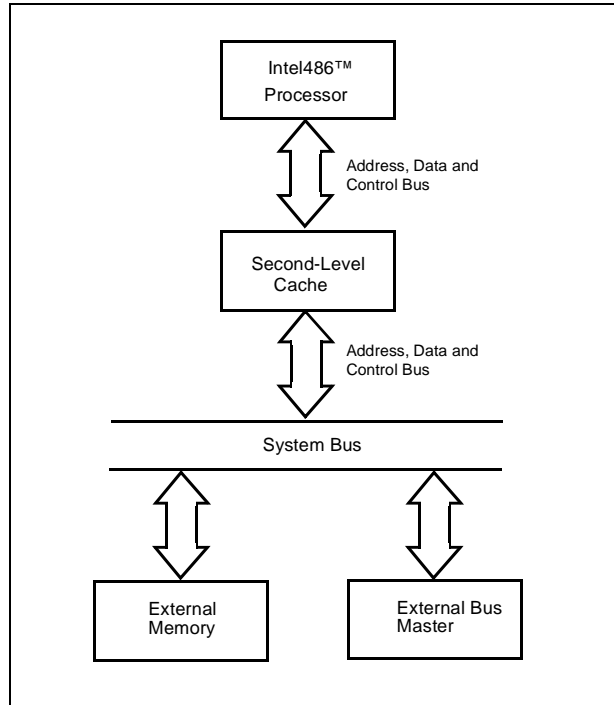 Intel486™
Processor
Address, Data and
Control Bus
Second-Level
Cache
Address, Data and
Control Bus
System Bus
External
Memory
External Bus
Master